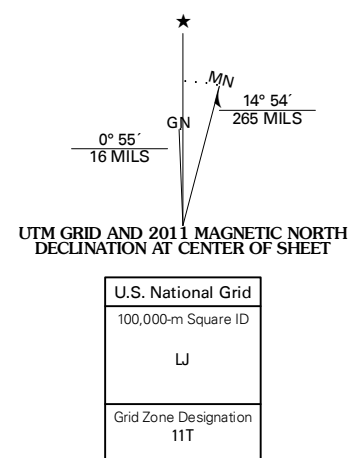 ★
MN
GN
14° 54´
265 MILS
0° 55´
16 MILS
UTM GRID AND 2011 MAGNETIC NORTH
DECLINATION AT CENTER OF SHEET
U.S. National Grid
100,000-m Square ID
LJ
Grid Zone Designation
11T